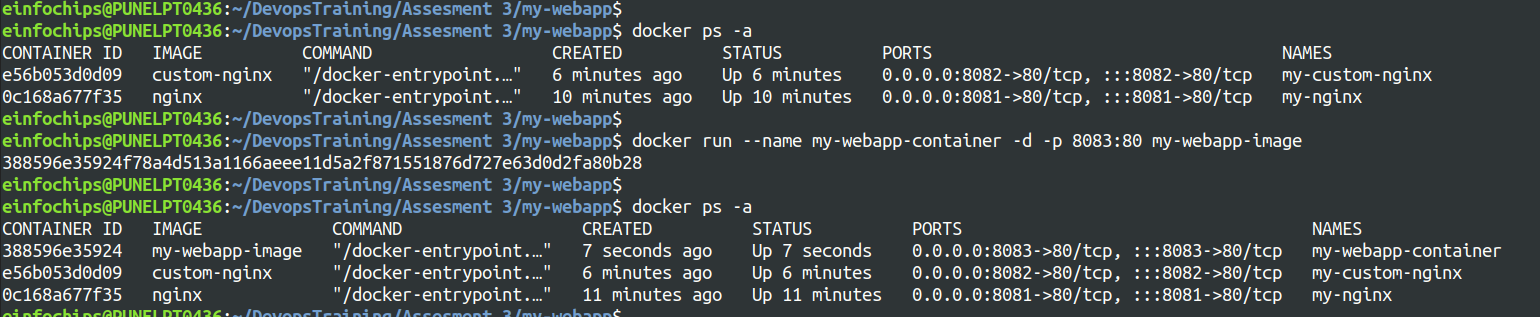 einfochips@PUNELPT0436:~/DevopsTraining/Assesment 3/my-webapp$
einfochips@PUNELPT0436:~/DevopsTraining/Assesment 3/my-webapp$ docker ps -a
CONTAINER ID   IMAGE          COMMAND                  CREATED          STATUS          PORTS                                   NAMES
e56b053d0d09   custom-nginx   "/docker-entrypoint.…"   6 minutes ago    Up 6 minutes    0.0.0.0:8082->80/tcp, :::8082->80/tcp   my-custom-nginx
0c168a677f35   nginx          "/docker-entrypoint.…"   10 minutes ago   Up 10 minutes   0.0.0.0:8081->80/tcp, :::8081->80/tcp   my-nginx
einfochips@PUNELPT0436:~/DevopsTraining/Assesment 3/my-webapp$
einfochips@PUNELPT0436:~/DevopsTraining/Assesment 3/my-webapp$ docker run --name my-webapp-container -d -p 8083:80 my-webapp-image
388596e35924f78a4d513a1166aeee11d5a2f871551876d727e63d0d2fa80b28
einfochips@PUNELPT0436:~/DevopsTraining/Assesment 3/my-webapp$
einfochips@PUNELPT0436:~/DevopsTraining/Assesment 3/my-webapp$ docker ps -a
CONTAINER ID   IMAGE             COMMAND                  CREATED          STATUS          PORTS                                   NAMES
388596e35924   my-webapp-image   "/docker-entrypoint.…"   7 seconds ago    Up 7 seconds    0.0.0.0:8083->80/tcp, :::8083->80/tcp   my-webapp-container
e56b053d0d09   custom-nginx      "/docker-entrypoint.…"   6 minutes ago    Up 6 minutes    0.0.0.0:8082->80/tcp, :::8082->80/tcp   my-custom-nginx
0c168a677f35   nginx             "/docker-entrypoint.…"   11 minutes ago   Up 11 minutes   0.0.0.0:8081->80/tcp, :::8081->80/tcp   my-nginx
einfochips@PUNELPT0436:~/DevopsTraining/Assesment 3/my-webapp$